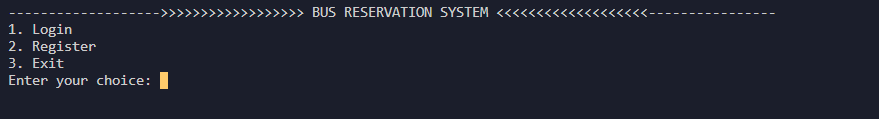 ------------------->>>>>>>>>>>>>>>>>> BUS RESERVATION SYSTEM <<<<<<<<<<<<<<<<<<<----------------
1. Login
2. Register
3. Exit
Enter your choice: